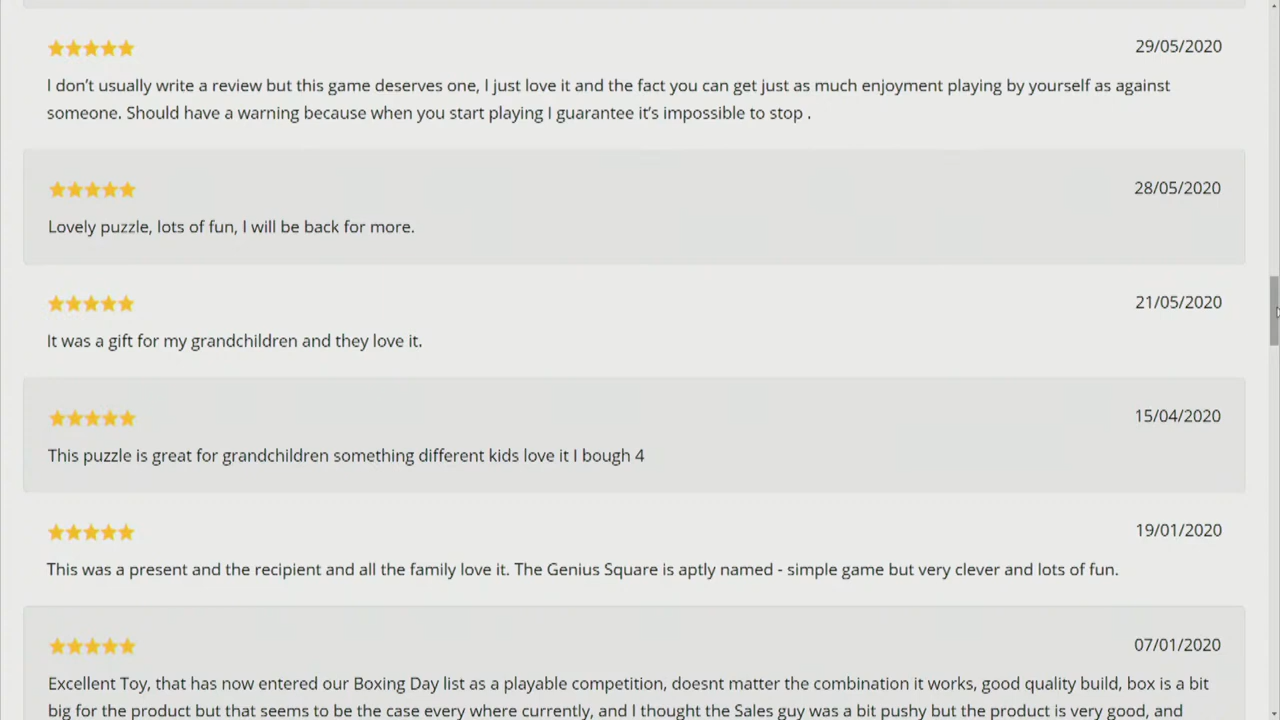 29/05/2020
I don’t usually write a review but this game deserves one, I just love it and the fact you can get just as much enjoyment playing by yourself as against
someone. Should have a warning because when you start playing I guarantee it’s impossible to stop .
28/05/2020
Lovely puzzle, lots of fun, I will be back for more.
21/05/2020
It was a gift for my grandchildren and they love it.
15/04/2020
This puzzle is great for grandchildren something different kids love it I bough 4
19/01/2020
This was a present and the recipient and all the family love it. The Genius Square is aptly named - simple game but very clever and lots of fun.
07/01/2020
Excellent Toy, that has now entered our Boxing Day list as a playable competition, doesnt matter the combination it works, good quality build, box is a bit
big for the product but that seems to be the case every where currently, and I thought the Sales guy was a bit pushy but the product is very good, and